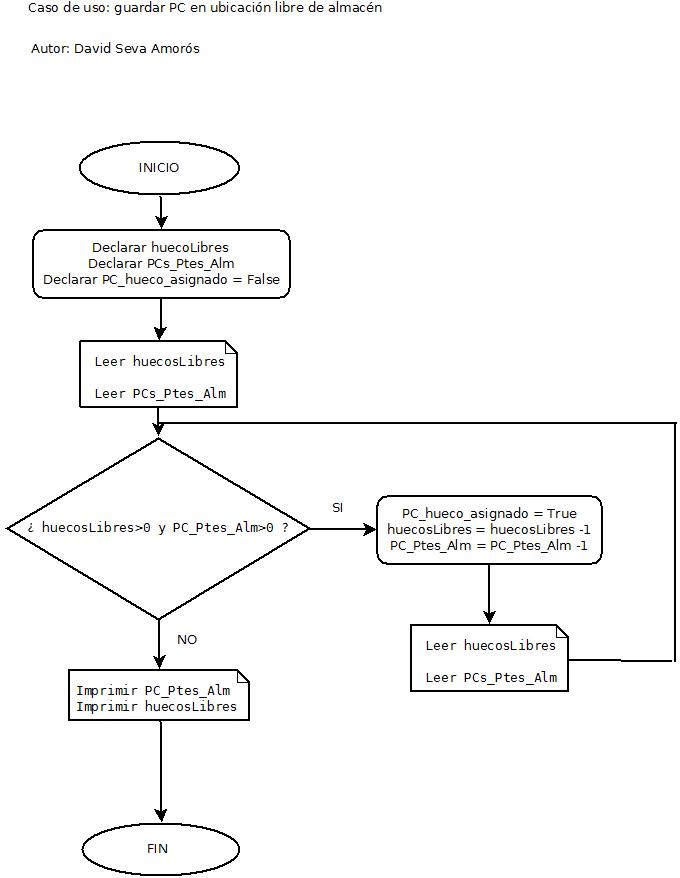 Caso de uso: guardar PC en ubicación libre de almacén
Autor: David Seva Amorós
INICIO
Declarar huecoLibres
Declarar PCs_Ptes_Alm
Declarar PC_hueco_asignado = False
Leer huecosLibres
Leer PCs_Ptes_Alm
¿ huecosLibres>0 y PC_Ptes_Alm>0 ?
SI
PC_hueco_asignado = True
huecosLibres = huecosLibres -1
PC_Ptes_Alm = PC_Ptes_Alm -1
Leer huecosLibres
Leer PCs_Ptes_Alm
NO
Imprimir PC_Ptes_Alm
Imprimir huecosLibres
FIN